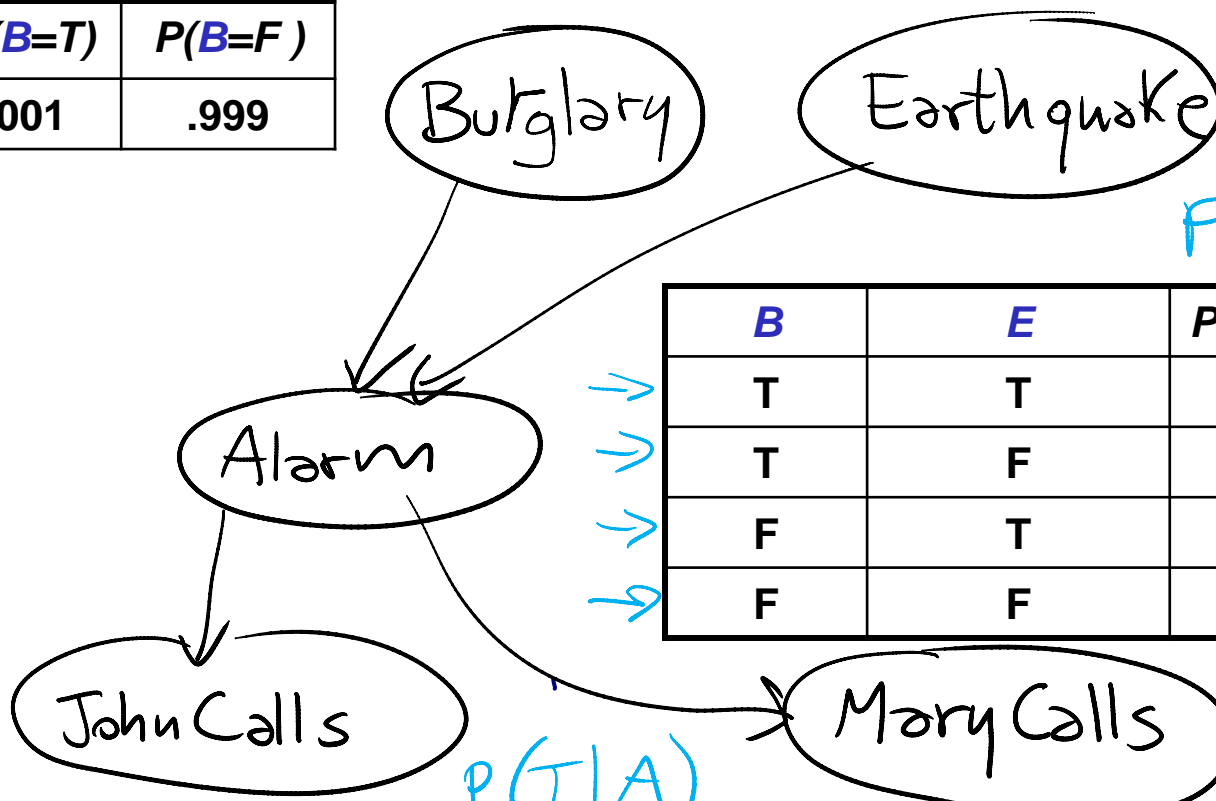 B=T) P(B=F )
001 .999
Burglary Earthquake
P
B E P
T T
Alarm
T F
F T
F F
John Calls Mary Calls
P(J|A)